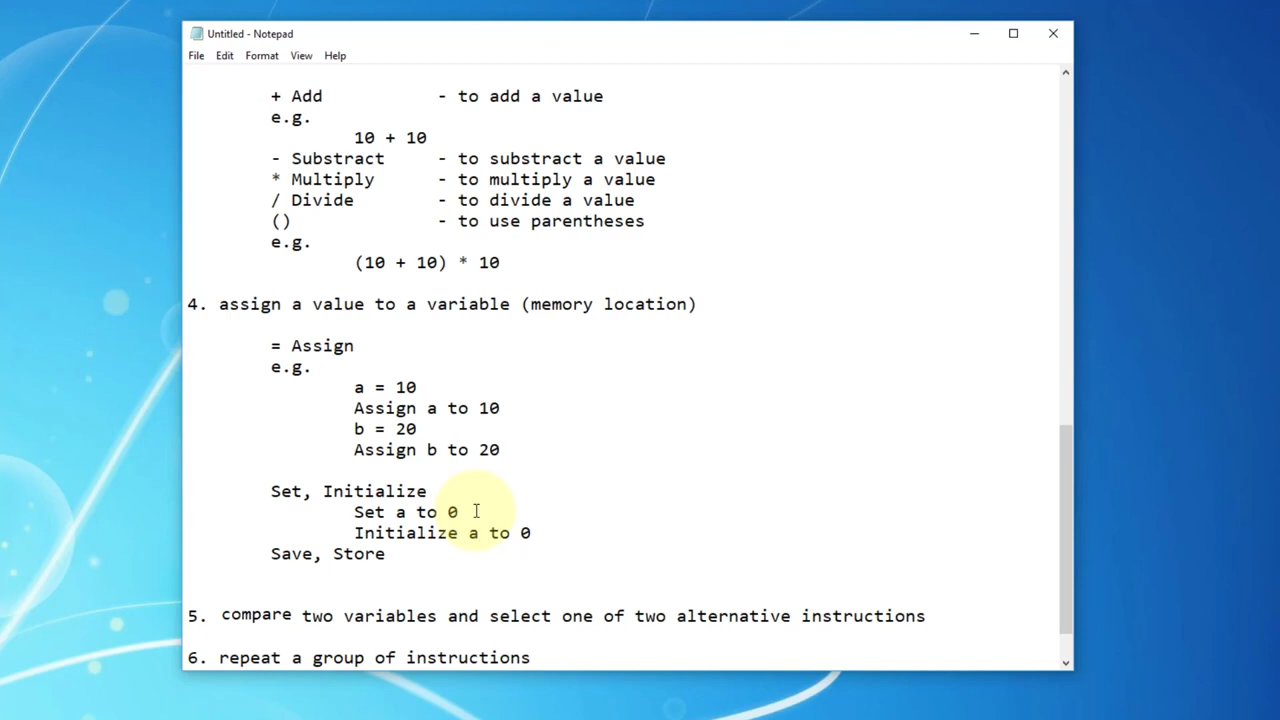 Untitled - Notepad
File Edit Format View Help
+ Add - to add a value
e.g.
10 + 10
- Substract - to substract a value
* Multiply - to multiply a value
/ Divide - to divide a value
() - to use parentheses
e.g.
(10 + 10) * 10
4. assign a value to a variable (memory location)
= Assign
e.g.
a = 10
Assign a to 10
b = 20
Assign b to 20
Set, Initialize
Set a to 0
Initialize a to 0
Save, Store
5. compare two variables and select one of two alternative instructions
6. repeat a group of instructions